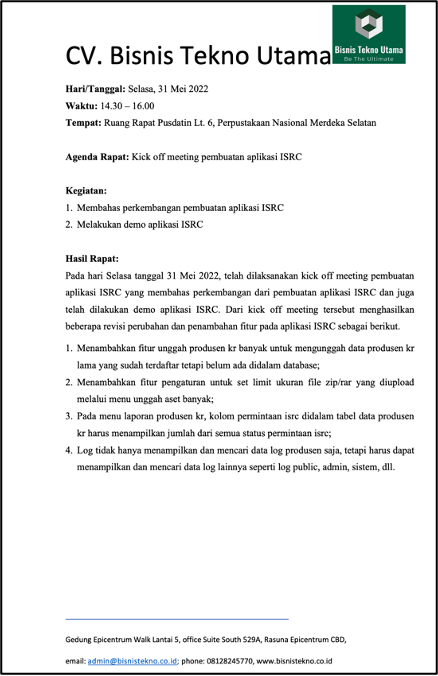 CV. Bisnis Tekno Utama
Bisnis Tekno Utama
Be The Ultimate
Hari/Tanggal: Selasa, 31 Mei 2022
Waktu: 14.30 – 16.00
Tempat: Ruang Rapat Pusdatin Lt. 6, Perpustakaan Nasional Merdeka Selatan
Agenda Rapat: Kick off meeting pembuatan aplikasi ISRC
Kegiatan:
1. Membahas perkembangan pembuatan aplikasi ISRC
2. Melakukan demo aplikasi ISRC
Hasil Rapat:
Pada hari Selasa tanggal 31 Mei 2022, telah dilaksanakan kick off meeting pembuatan
aplikasi ISRC yang membahas perkembangan dari pembuatan aplikasi ISRC dan juga
telah dilakukan demo aplikasi ISRC. Dari kick off meeting tersebut menghasilkan
beberapa revisi perubahan dan penambahan fitur pada aplikasi ISRC sebagai berikut.
1. Menambahkan fitur unggah produsen kr banyak untuk mengunggah data produsen kr
lama yang sudah terdaftar tetapi belum ada didalam database;
2. Menambahkan fitur pengaturan untuk set limit ukuran file zip/rar yang diupload
melalui menu unggah aset banyak;
3. Pada menu laporan produsen kr, kolom permintaan isrc didalam tabel data produsen
kr harus menampilkan jumlah dari semua status permintaan isrc;
4. Log tidak hanya menampilkan dan mencari data log produsen saja, tetapi harus dapat
menampilkan dan mencari data log lainnya seperti log public, admin, sistem, dll.
Gedung Epicentrum Walk Lantai 5, office Suite South 529A, Rasuna Epicentrum CBD,
email: admin@bisnistekno.co.id; phone: 08128245770, www.bisnistekno.co.id